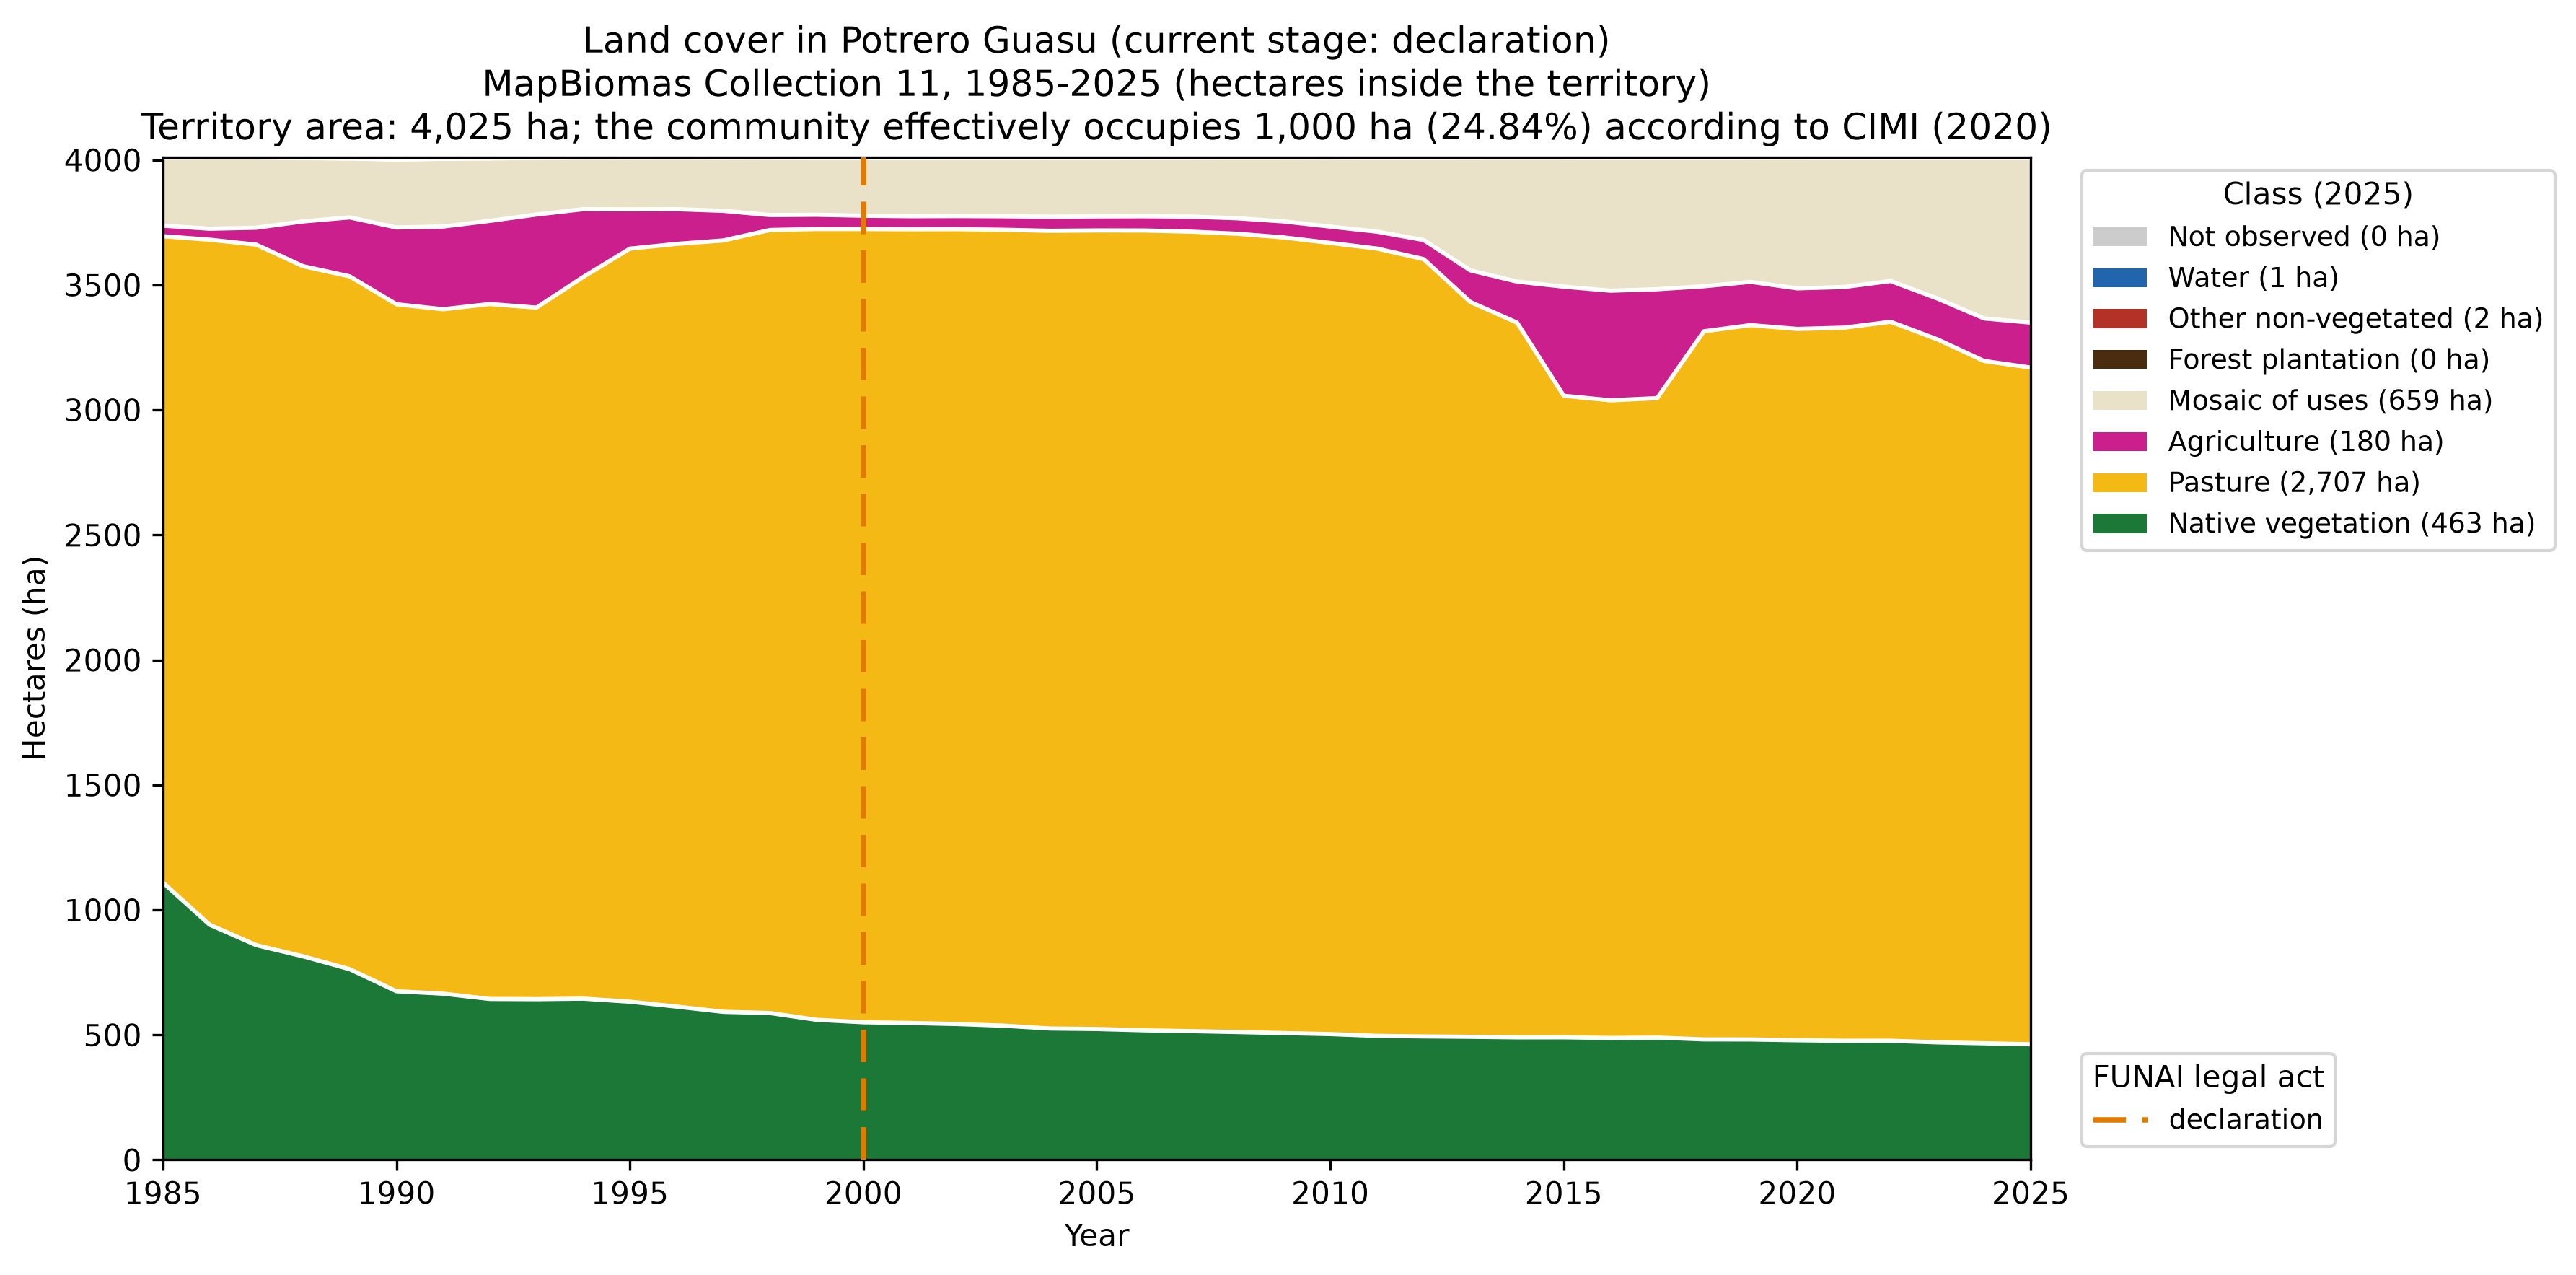 Land cover in Potrero Guasu (current stage: declaration)
MapBiomas Collection 11, 1985-2025 (hectares inside the territory)
Territory area: 4,025 ha; the community effectively occupies 1,000 ha (24.84%) according to CIMI (2020)
Hectares (ha)
4000
3500
3000
2500
2000
1500
1000
500
0
1985
1990
1995
2000
2005
2010
2015
2020
2025
Year
Class (2025)
Not observed (0 ha)
Water (1 ha)
Other non-vegetated (2 ha)
Forest plantation (0 ha)
Mosaic of uses (659 ha)
Agriculture (180 ha)
Pasture (2,707 ha)
Native vegetation (463 ha)
FUNAI legal act
declaration